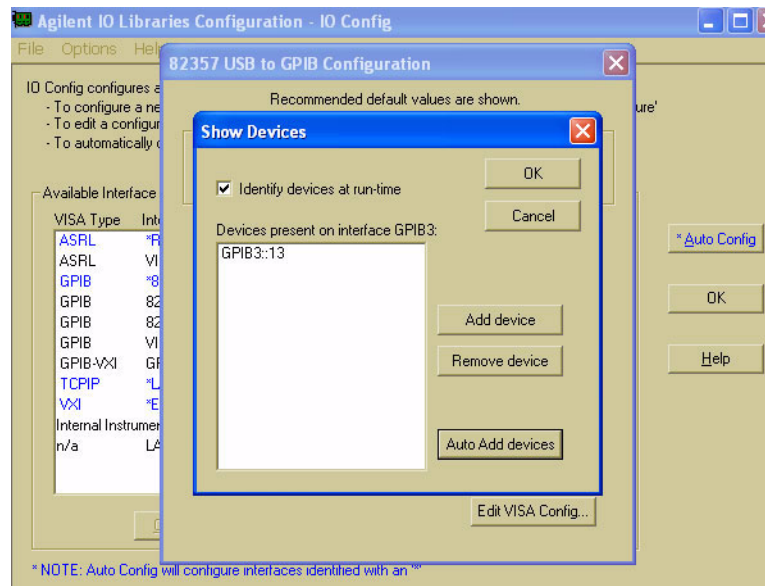 Agilent IO Libraries Configuration - IO Config
File Options Help
82357 USB to GPIB Configuration
IO Config configures a
- To configure a ne
- To edit a configur
- To automatically c
Recommended default values are shown.
ure'
Show Devices
Identify devices at run-time
OK
Cancel
Devices present on interface GPIB3:
GPIB3::13
Add device
Remove device
Auto Add devices
Edit VISA Config...
Available Interface
VISA Type Inte
ASRL *R
ASRL VI
GPIB *8
GPIB 82
GPIB 82
GPIB VI
GPIB-VXI GP
TCPIP *L
VXI *E
Internal Instrumen
n/a LA
* Auto Config
OK
Help
* NOTE: Auto Config will configure interfaces identified with an '*'